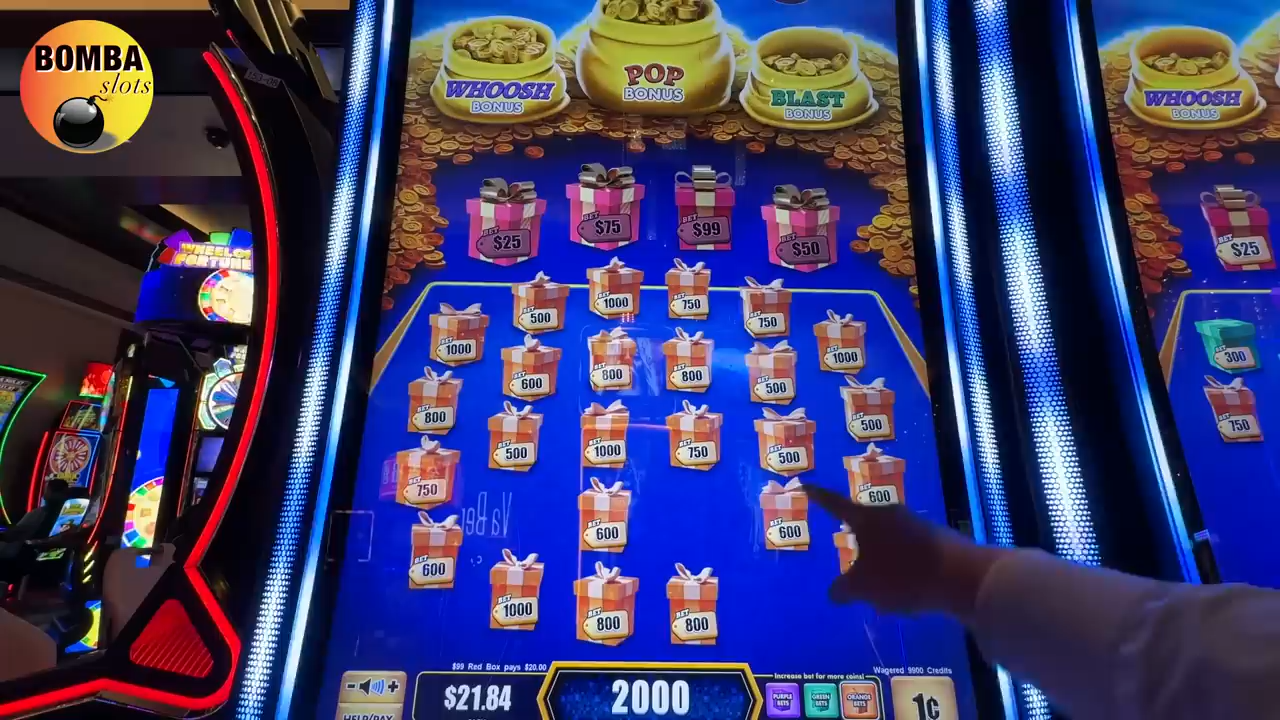 BOMBA
slots
153-08
WHEEL OF
FORTUNE
WHOOSH
BONUS
POP
BONUS
BLAST
BONUS
WHOOSH
BONUS
BET
$25
BET
$75
BET
$99
BET
$50
$25
BET
1000
BET
500
BET
1000
BET
750
BET
750
BET
1000
BET
600
BET
800
BET
800
BET
500
BET
300
BET
800
BET
500
BET
1000
BET
750
BET
500
BET
500
BET
750
BET
750
BET
600
BET
600
BET
600
BET
600
BET
1000
BET
800
BET
800
$99 Red Box pays $20.00
Wagered 9900 Credits
Increase bet for more coins!
- +
HELP/PAY
$21.84
2000
PURPLE
BETS
GREEN
BETS
ORANGE
BETS
1¢